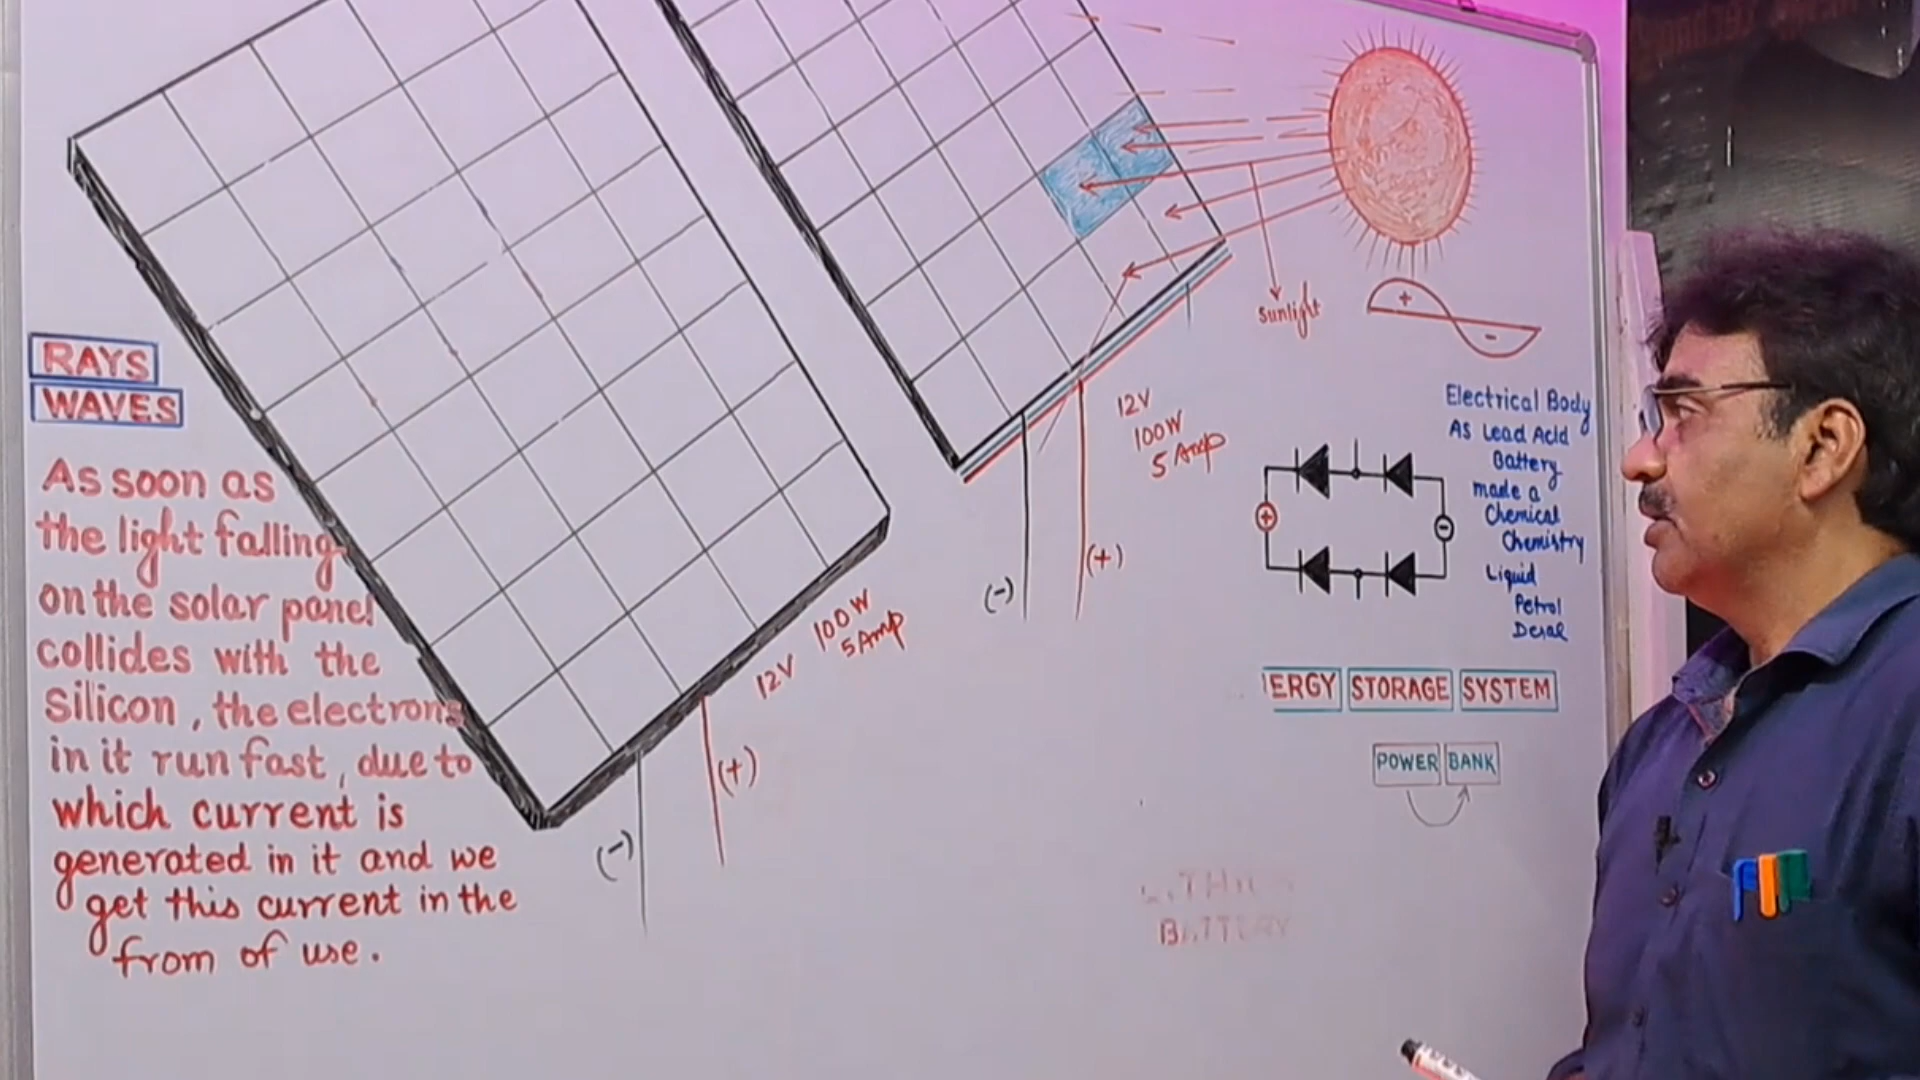 RAYS
WAVES
As soon as
the light falling
on the solar panel
collides with the
Silicon, the electrons
in it run fast, due to
which current is
generated in it and we
get this current in the
from of use.
12V
100W
5Amp
(-)
(+)
12V
100W
5 Amp
(-)
(+)
Sunlight
+
-
Electrical Body
As Lead Acid
Battery
made a
Chemical
Chemistry
Liquid
Petrol
Desal
+
-
ERGY STORAGE SYSTEM
POWER BANK
BATTERY